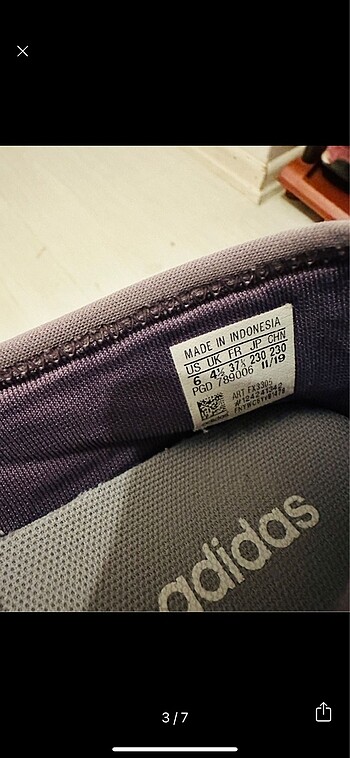 MADE IN INDONESIA
US UK FR JP CHN
6 4½ 37⅓ 230 230
PGD 789006 11/19
ART FX3305
adidas
3 / 7